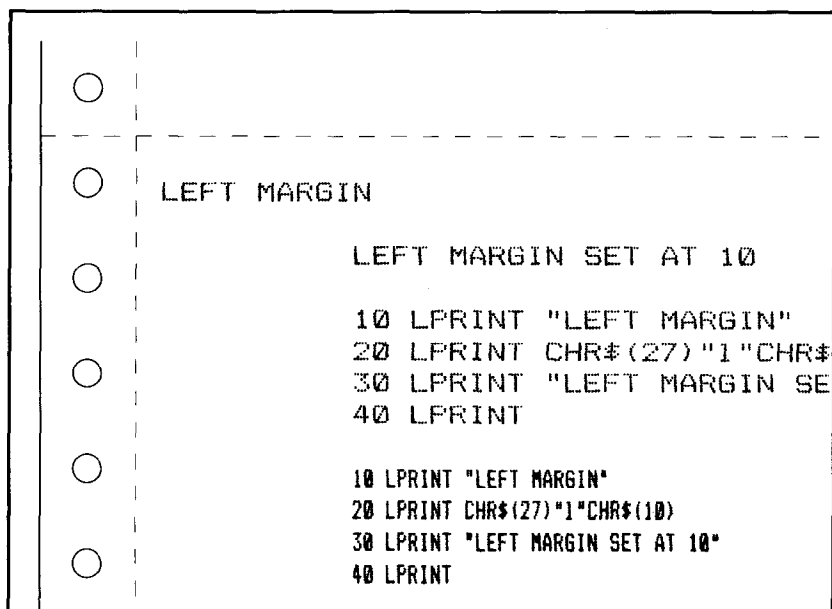 LEFT MARGIN
LEFT MARGIN SET AT 10
10 LPRINT "LEFT MARGIN"
20 LPRINT CHR$(27)"l"CHR$
30 LPRINT "LEFT MARGIN SE
40 LPRINT
10 LPRINT "LEFT MARGIN"
20 LPRINT CHR$(27)"l"CHR$(10)
30 LPRINT "LEFT MARGIN SET AT 10"
40 LPRINT